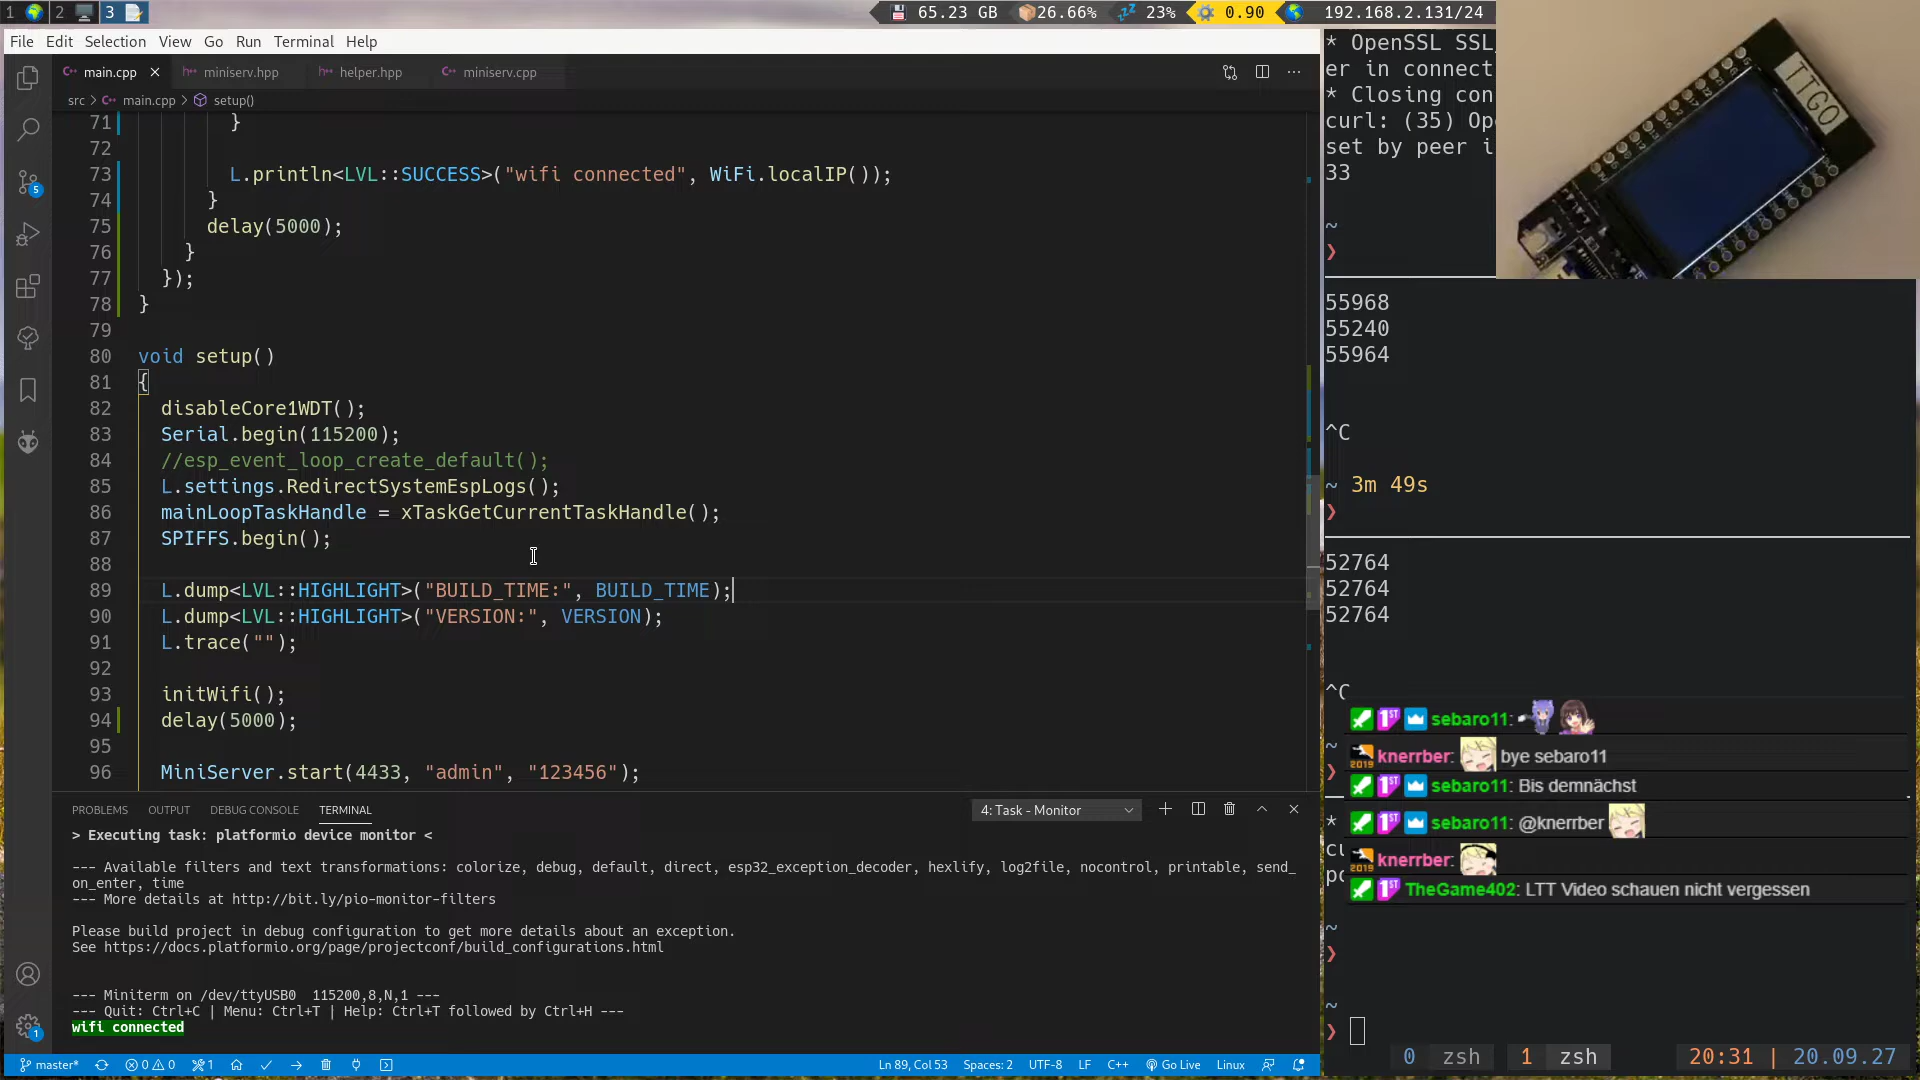 1 2 3 65.23 GB 26.66% 23% 0.90 192.168.2.131/24
File Edit Selection View Go Run Terminal Help
main.cpp miniserv.hpp helper.hpp miniserv.cpp
src > main.cpp > setup()
71 }
72
73 L.println<LVL::SUCCESS>("wifi connected", WiFi.localIP());
74 }
75 delay(5000);
76 }
77 });
78 }
79
80 void setup()
81 {
82 disableCore1WDT();
83 Serial.begin(115200);
84 //esp_event_loop_create_default();
85 L.settings.RedirectSystemEspLogs();
86 mainLoopTaskHandle = xTaskGetCurrentTaskHandle();
87 SPIFFS.begin();
88
89 L.dump<LVL::HIGHLIGHT>("BUILD_TIME:", BUILD_TIME);
90 L.dump<LVL::HIGHLIGHT>("VERSION:", VERSION);
91 L.trace("");
92
93 initWifi();
94 delay(5000);
95
96 MiniServer.start(4433, "admin", "123456");
5
1
PROBLEMS OUTPUT DEBUG CONSOLE TERMINAL 4: Task - Monitor
> Executing task: platformio device monitor <
--- Available filters and text transformations: colorize, debug, default, direct, esp32_exception_decoder, hexlify, log2file, nocontrol, printable, send_
on_enter, time
--- More details at http://bit.ly/pio-monitor-filters
Please build project in debug configuration to get more details about an exception.
See https://docs.platformio.org/page/projectconf/build_configurations.html
--- Miniterm on /dev/ttyUSB0 115200,8,N,1 ---
--- Quit: Ctrl+C | Menu: Ctrl+T | Help: Ctrl+T followed by Ctrl+H ---
wifi connected
master* 0 0 1 Ln 89, Col 53 Spaces: 2 UTF-8 LF C++ Go Live Linux
* OpenSSL SSL
er in connect
* Closing con
curl: (35) Op
set by peer i
33
~
❯
TTGO
55968
55240
55964
^C
~ 3m 49s
❯
52764
52764
52764
^C
sebaro11:
~
knerrber: bye sebaro11
❯
sebaro11: Bis demnächst
*
sebaro11: @knerrber
cu
knerrber:
po
TheGame402: LTT Video schauen nicht vergessen
~
❯
~
❯
0 zsh 1 zsh 20:31 | 20.09.27